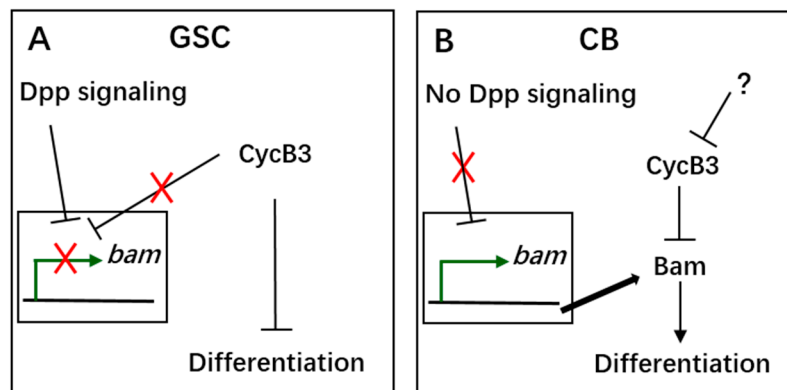 A GSC
Dpp signaling
CycB3
bam
Differentiation
B CB
No Dpp signaling
?
CycB3
bam
Bam
Differentiation